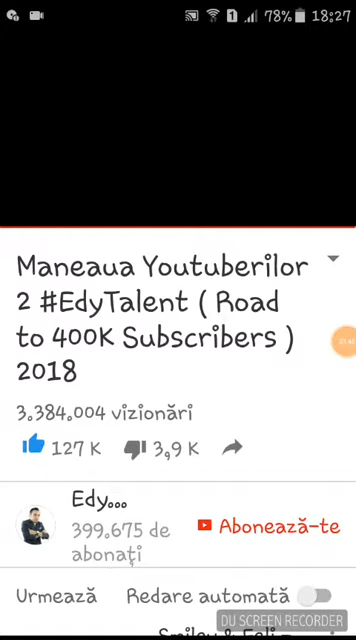 1 78% 18:27
Maneaua Youtuberilor
2 #EdyTalent ( Road
to 400K Subscribers )
2018
3.384.004 vizionări
127 K 3,9 K
Edy...
399.675 de
abonați
Abonează-te
Urmează Redare automată
DU SCREEN RECORDER